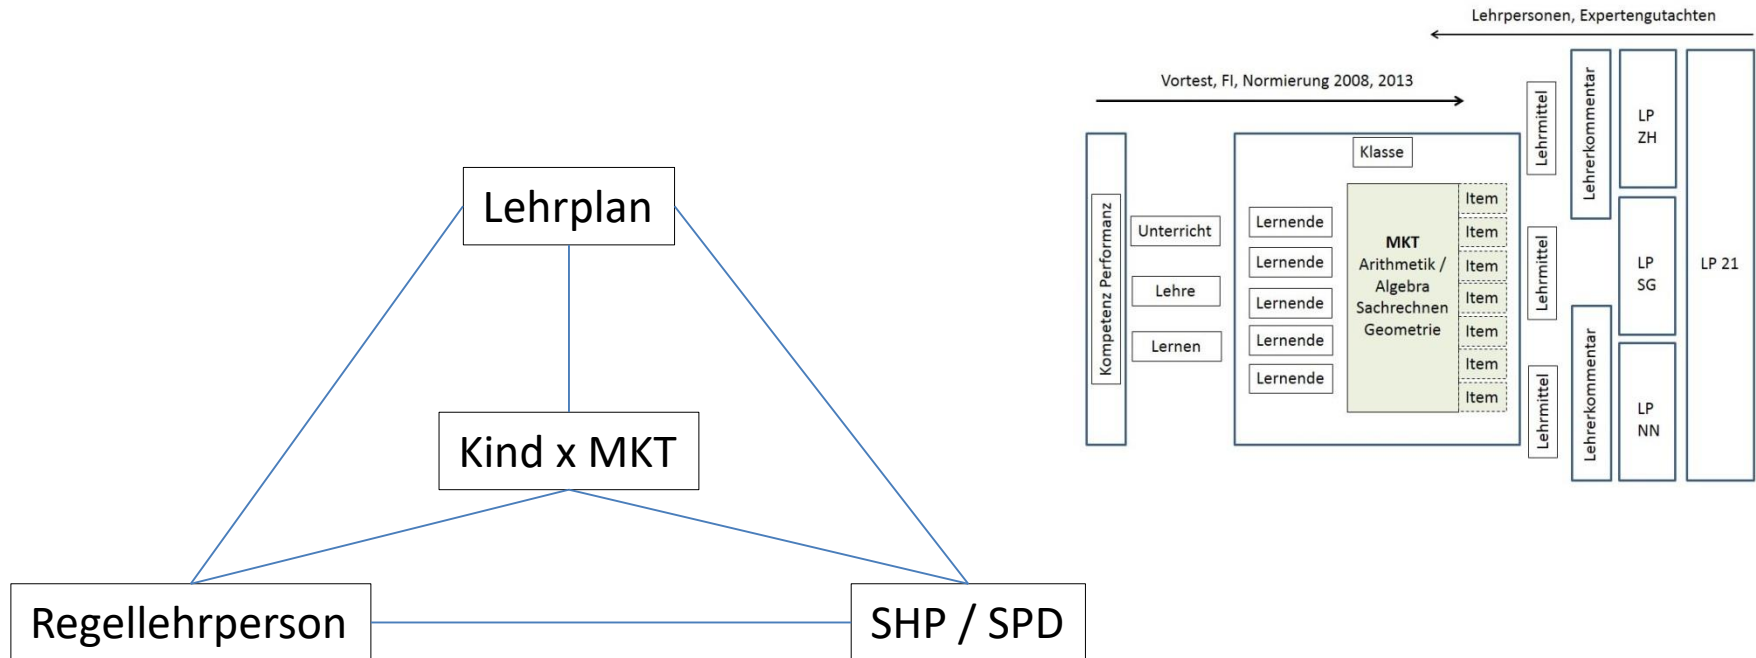 Lehrplan
Kind x MKT
Regellehrperson
SHP / SPD
Lehrpersonen, Expertengutachten
Vortest, FI, Normierung 2008, 2013
Kompetenz Performanz
Unterricht
Lehre
Lernen
Klasse
Lernende
Lernende
Lernende
Lernende
Lernende
MKT
Arithmetik /
Algebra
Sachrechnen
Geometrie
Item
Item
Item
Item
Item
Item
Item
Lehrmittel
Lehrmittel
Lehrmittel
Lehrerkommentar
Lehrerkommentar
LP
ZH
LP
SG
LP
NN
LP 21